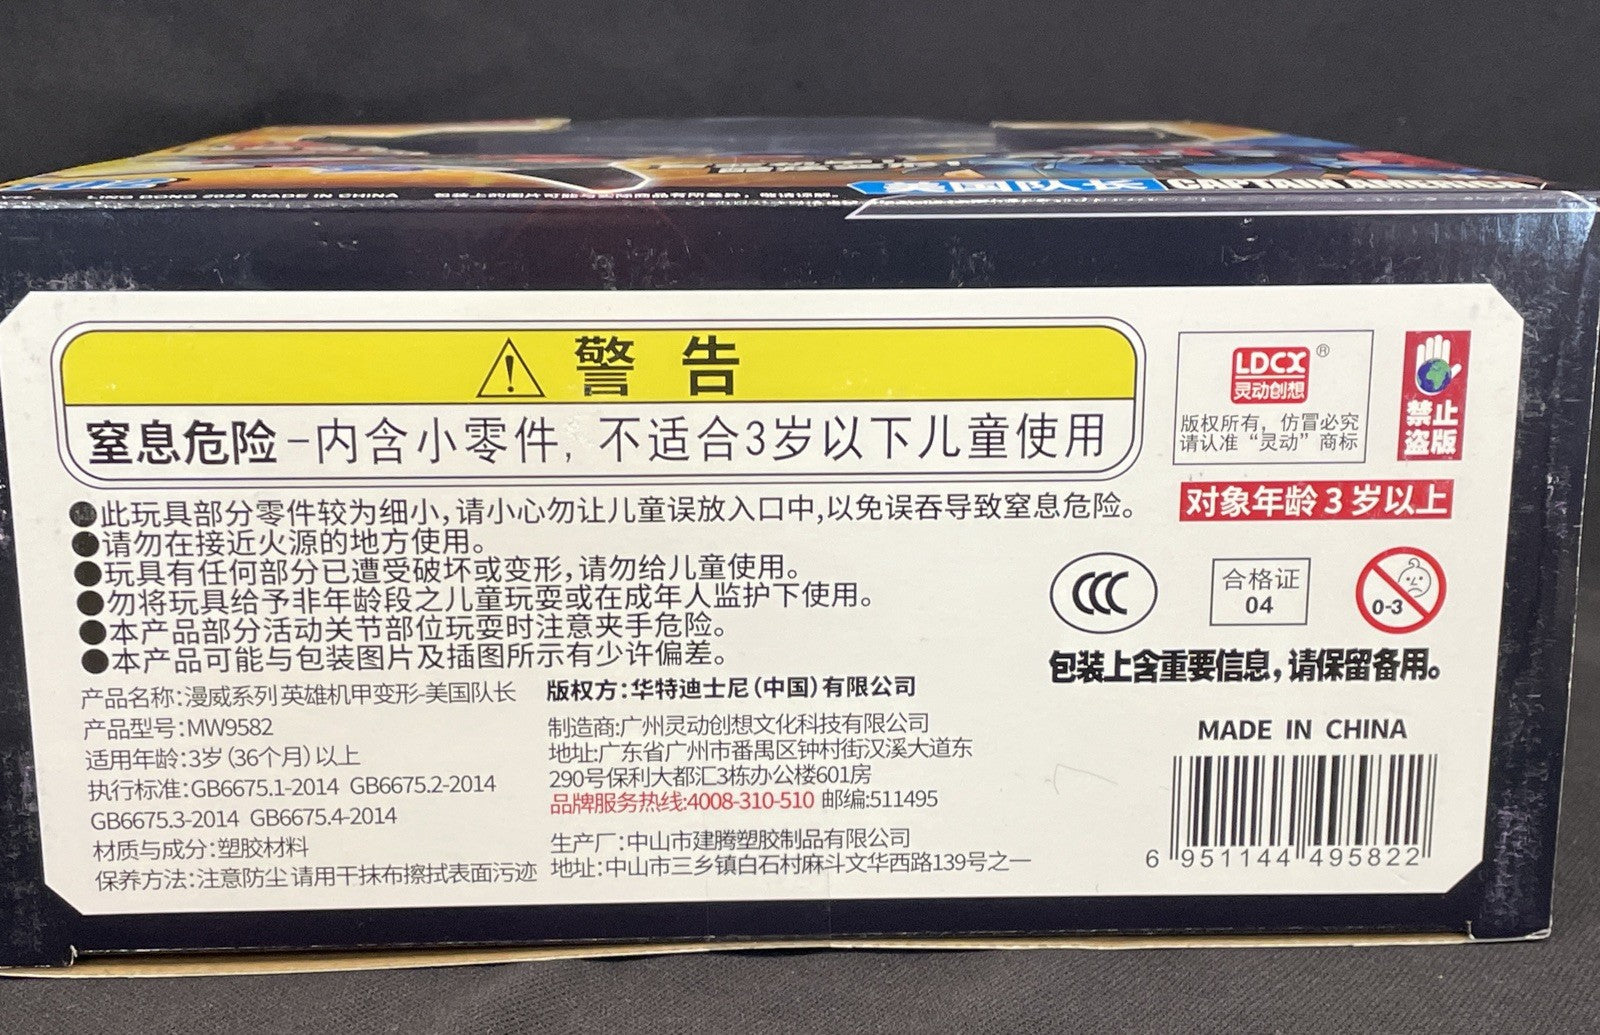 LING DONG 2022 MADE IN CHINA
美国队长 CAPTAIN AMERICA
警告
窒息危险-内含小零件,不适合3岁以下儿童使用
●此玩具部分零件较为细小,请小心勿让儿童误放入口中,以免误吞导致窒息危险。
●请勿在接近火源的地方使用。
●玩具有任何部分已遭受破坏或变形,请勿给儿童使用。
●勿将玩具给予非年龄段之儿童玩耍或在成年人监护下使用。
●本产品部分活动关节部位玩耍时注意夹手危险。
●本产品可能与包装图片及插图所示有少许偏差。
产品名称:漫威系列 英雄机甲变形-美国队长
产品型号:MW9582
适用年龄:3岁(36个月)以上
执行标准:GB6675.1-2014 GB6675.2-2014
GB6675.3-2014 GB6675.4-2014
材质与成分:塑胶材料
保养方法:注意防尘 请用干抹布擦拭表面污迹
版权方:华特迪士尼(中国)有限公司
制造商:广州灵动创想文化科技有限公司
地址:广东省广州市番禺区钟村街汉溪大道东
290号保利大都汇3栋办公楼601房
品牌服务热线:4008-310-510 邮编:511495
生产厂:中山市建腾塑胶制品有限公司
地址:中山市三乡镇白石村麻斗文华西路139号之一
LDCX®
灵动创想
版权所有,仿冒必究
请认准“灵动”商标
禁止
盗版
对象年龄3岁以上
CCC
合格证
04
0-3
包装上含重要信息,请保留备用。
MADE IN CHINA
6 951144 495822